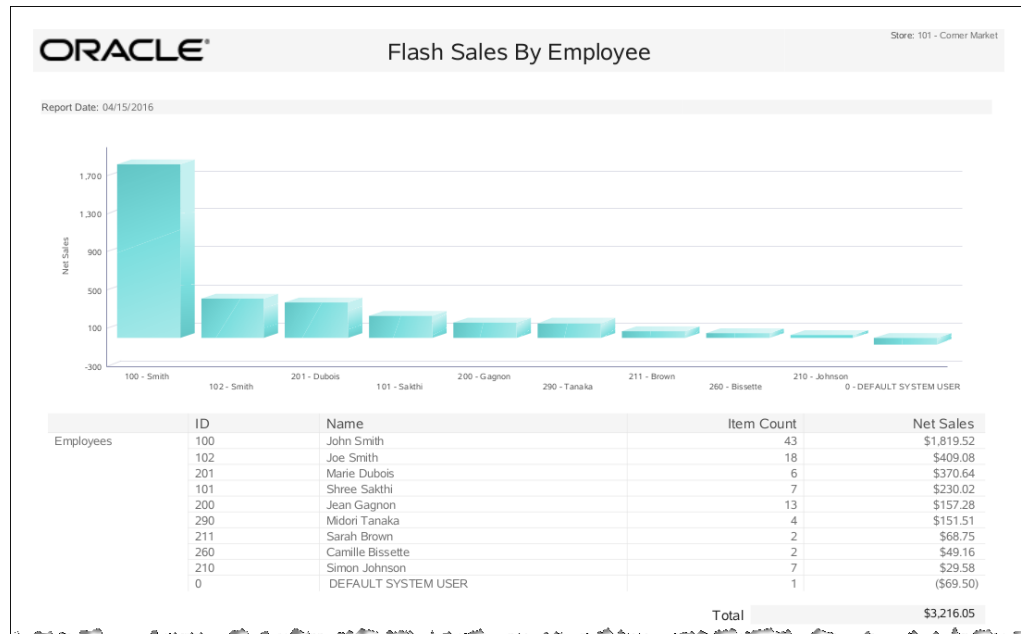 ORACLE®
Flash Sales By Employee
Store: 101 - Corner Market
Report Date: 04/15/2016
Net Sales
1,700
1,300
900
500
100
-300
100 - Smith
102 - Smith
201 - Dubois
101 - Sakthi
200 - Gagnon
290 - Tanaka
211 - Brown
260 - Bissette
210 - Johnson
0 - DEFAULT SYSTEM USER
ID Name Item Count Net Sales
Employees 100 John Smith 43 $1,819.52
102 Joe Smith 18 $409.08
201 Marie Dubois 6 $370.64
101 Shree Sakthi 7 $230.02
200 Jean Gagnon 13 $157.28
290 Midori Tanaka 4 $151.51
211 Sarah Brown 2 $68.75
260 Camille Bissette 2 $49.16
210 Simon Johnson 7 $29.58
0 DEFAULT SYSTEM USER 1 ($69.50)
Total $3,216.05